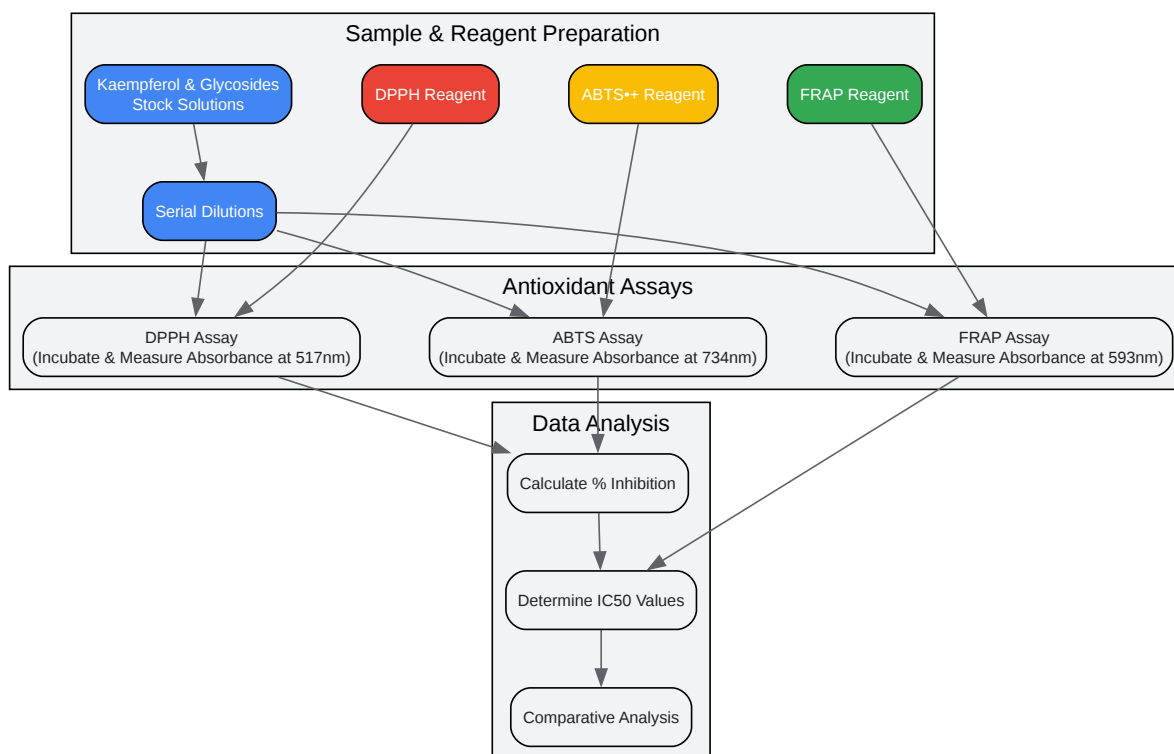 Sample & Reagent Preparation
Kaempferol & Glycosides
Stock Solutions
DPPH Reagent
ABTS•+ Reagent
FRAP Reagent
Serial Dilutions
Antioxidant Assays
DPPH Assay
(Incubate & Measure Absorbance at 517nm)
ABTS Assay
(Incubate & Measure Absorbance at 734nm)
FRAP Assay
(Incubate & Measure Absorbance at 593nm)
Data Analysis
Calculate % Inhibition
Determine IC50 Values
Comparative Analysis